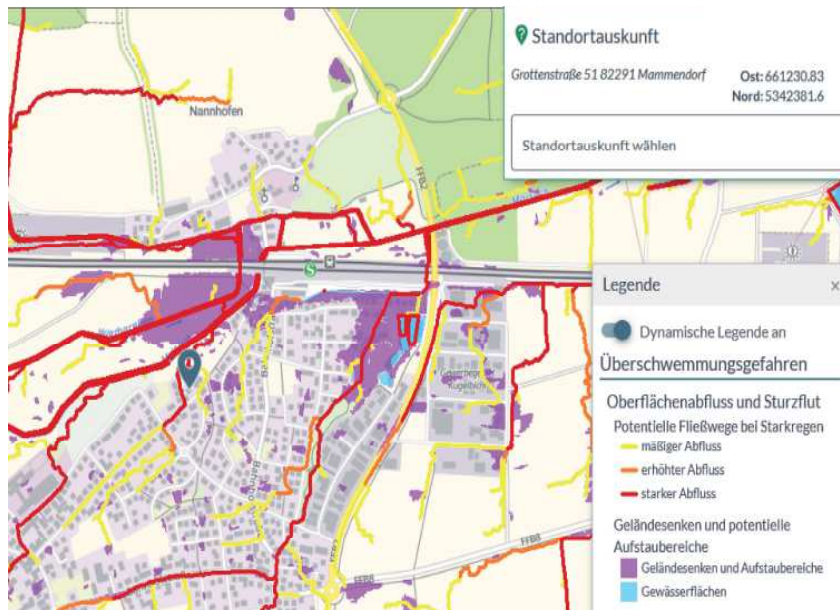 Standortauskunft
Grottenstraße 51 82291 Mammendorf
Ost: 661230.83
Nord: 5342381.6
Standortauskunft wählen
Nannhofen
FFB2
S
Legende
×
Dynamische Legende an
Überschwemmungsgefahren
Oberflächenabfluss und Sturzflut
Potentielle Fließwege bei Starkregen
mäßiger Abfluss
erhöhter Abfluss
starker Abfluss
Geländesenken und potentielle
Aufstaubereiche
Geländesenken und Aufstaubereiche
Gewässerflächen
FFB8
FFB8